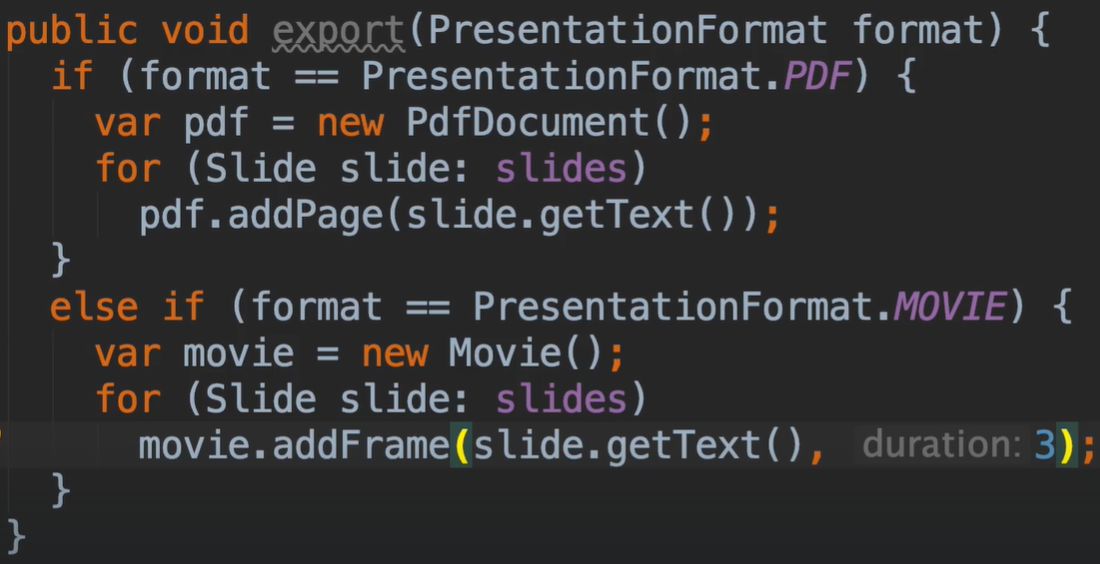 public void export(PresentationFormat format) {
  if (format == PresentationFormat.PDF) {
    var pdf = new PdfDocument();
    for (Slide slide: slides)
      pdf.addPage(slide.getText());
  }
  else if (format == PresentationFormat.MOVIE) {
    var movie = new Movie();
    for (Slide slide: slides)
      movie.addFrame(slide.getText(), duration: 3);
  }
}